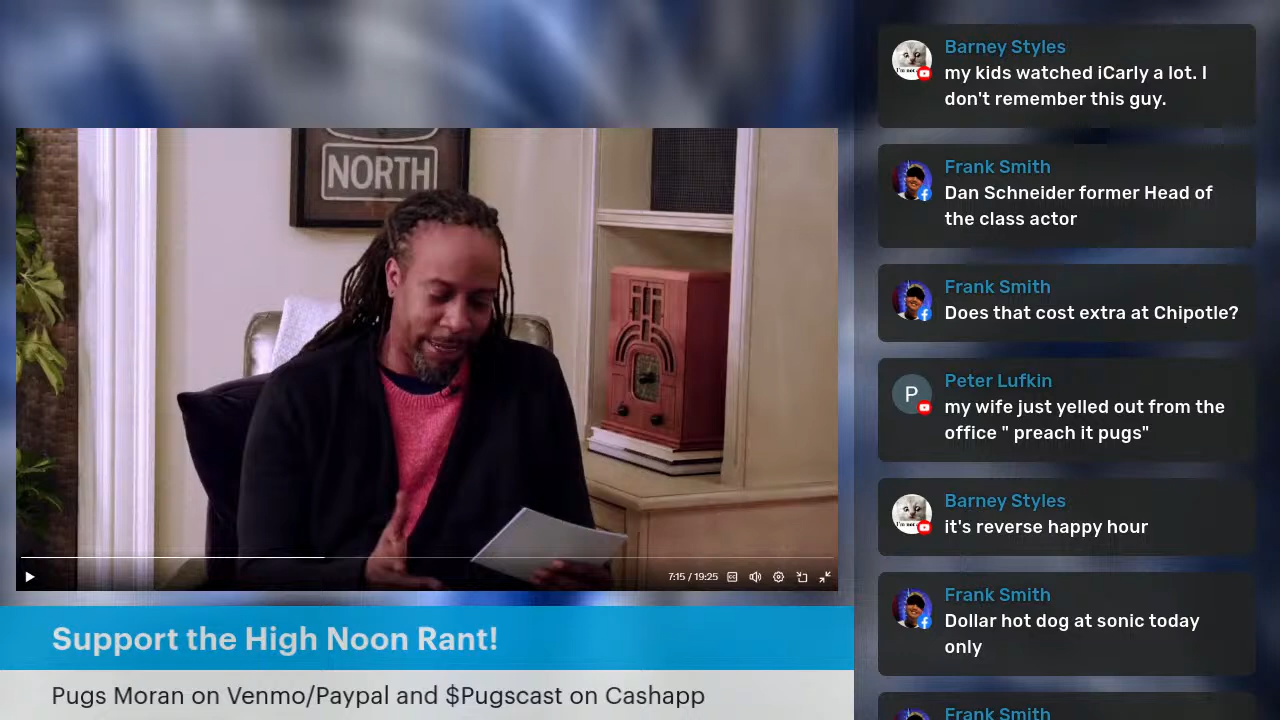 NORTH
7:15 / 19:25
CC
Support the High Noon Rant!
Pugs Moran on Venmo/Paypal and $Pugscast on Cashapp
Barney Styles
my kids watched iCarly a lot. I
don't remember this guy.
Frank Smith
Dan Schneider former Head of
the class actor
Frank Smith
Does that cost extra at Chipotle?
P
Peter Lufkin
my wife just yelled out from the
office " preach it pugs"
Barney Styles
it's reverse happy hour
Frank Smith
Dollar hot dog at sonic today
only
Frank Smith